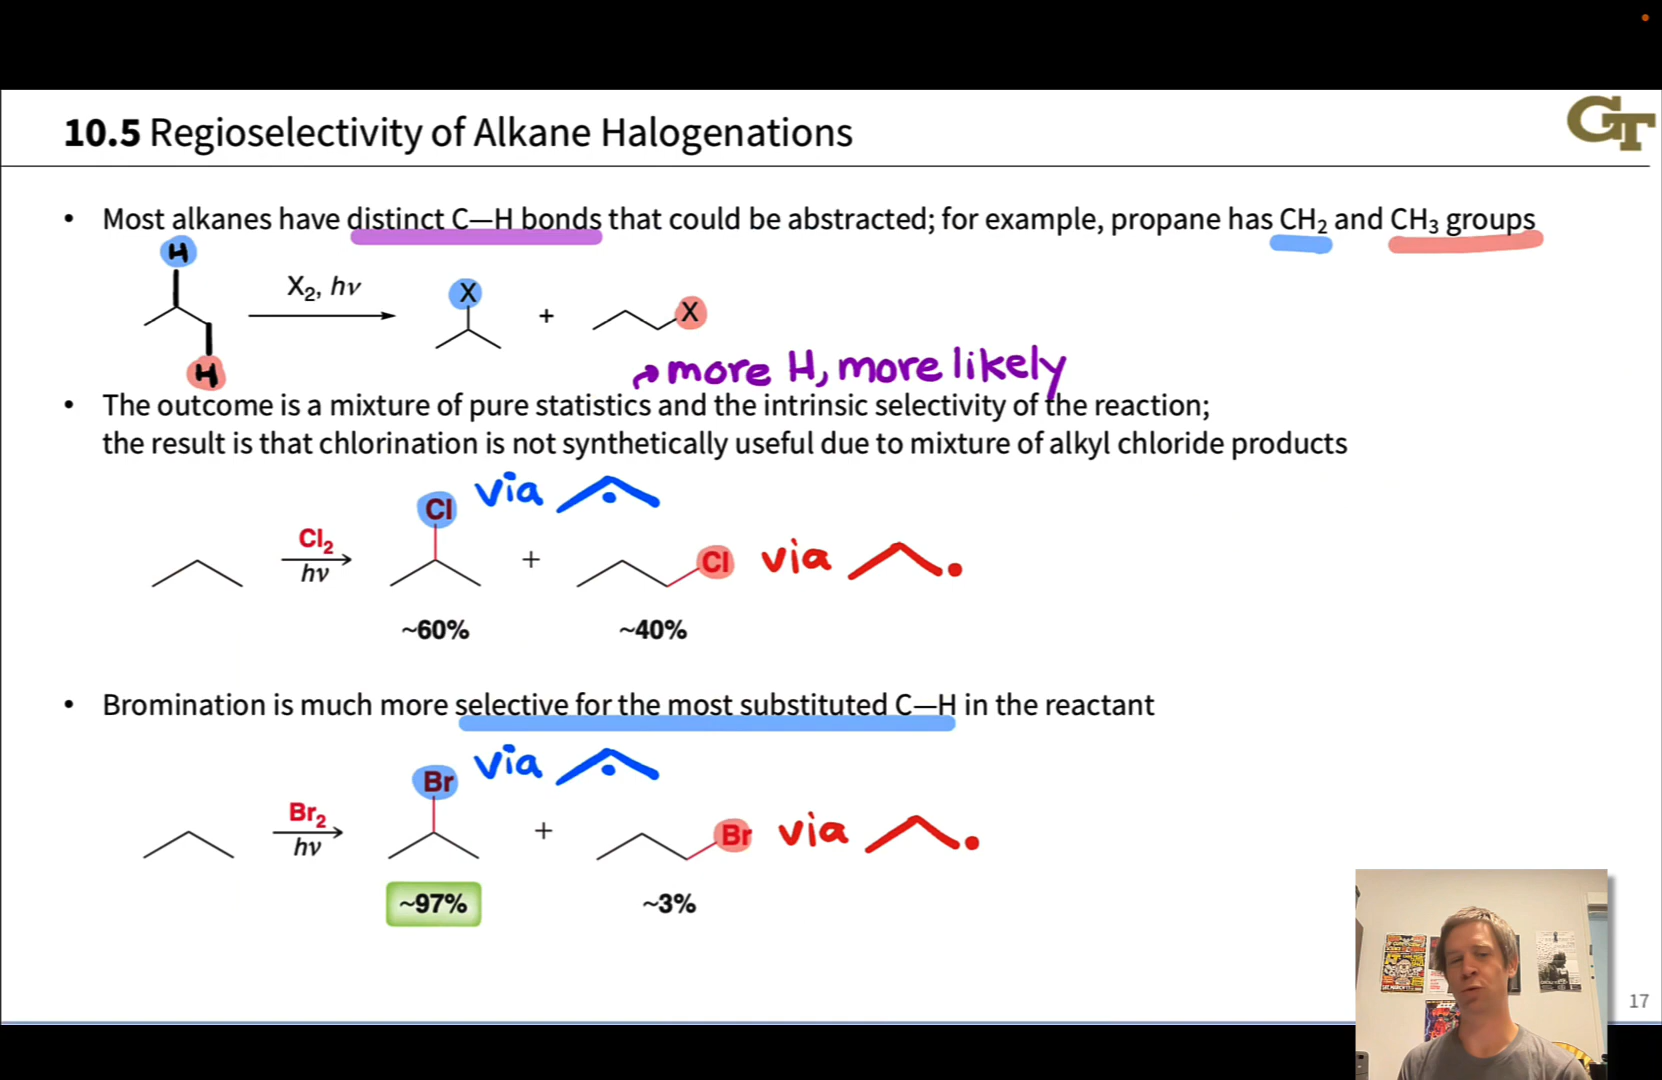 10.5 Regioselectivity of Alkane Halogenations
GT
• Most alkanes have distinct C—H bonds that could be abstracted; for example, propane has CH₂ and CH₃ groups
H
X₂, hν
X
+
X
H
more H, more likely
• The outcome is a mixture of pure statistics and the intrinsic selectivity of the reaction;
the result is that chlorination is not synthetically useful due to mixture of alkyl chloride products
Cl via
Cl₂
hν
+
Cl via
~60%
~40%
• Bromination is much more selective for the most substituted C—H in the reactant
Br via
Br₂
hν
+
Br via
~97%
~3%
17